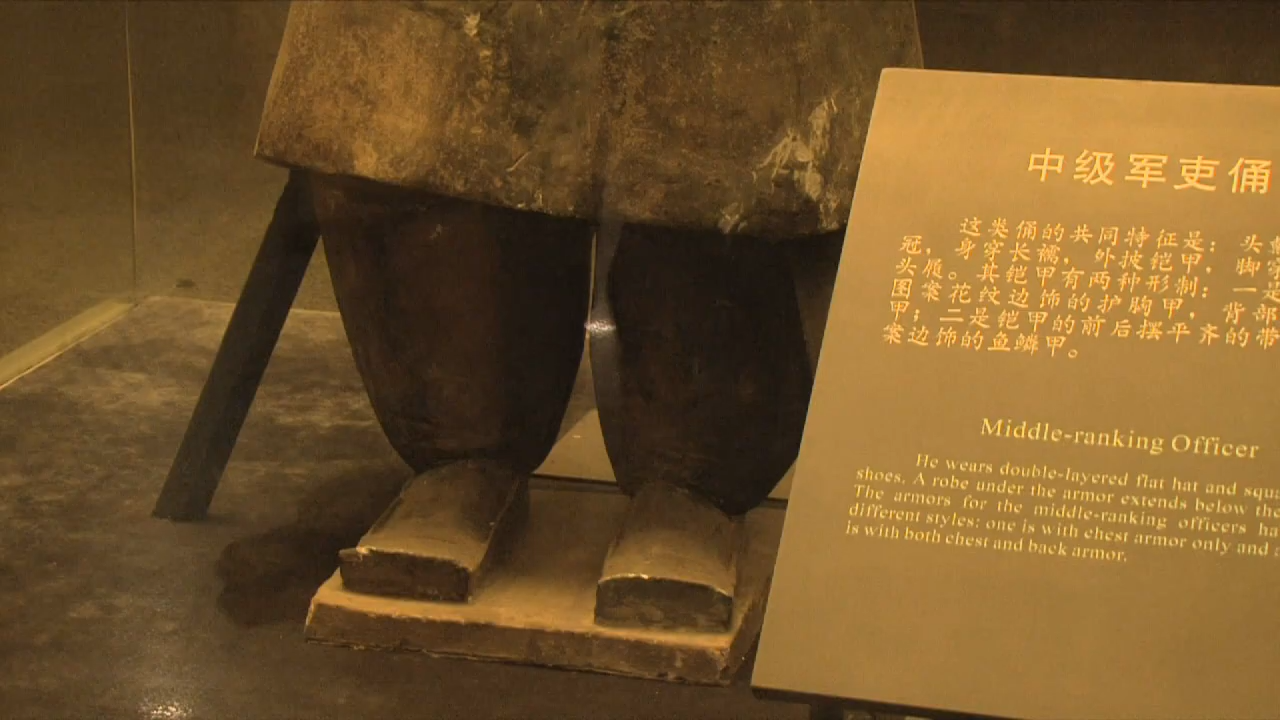 中级军吏俑
这类俑的共同特征是：头
冠，身穿长襦，外披铠甲，脚
头履。其铠甲有两种形制：一是
图案花纹边饰的护胸甲，背部
甲；二是铠甲的前后摆平齐的带
案边饰的鱼鳞甲。
Middle-ranking Officer
He wears double-layered flat hat and
shoes. A robe under the armor extends below the
The armors for the middle-ranking officers
different styles: one is with chest armor only and
is with both chest and back armor.